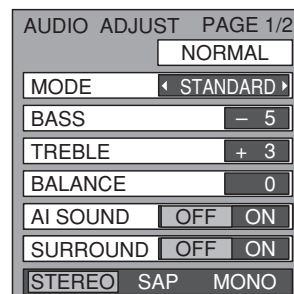 AUDIO ADJUST PAGE 1/2
NORMAL
MODE STANDARD
BASS – 5
TREBLE + 3
BALANCE 0
AI SOUND OFF ON
SURROUND OFF ON
STEREO SAP MONO